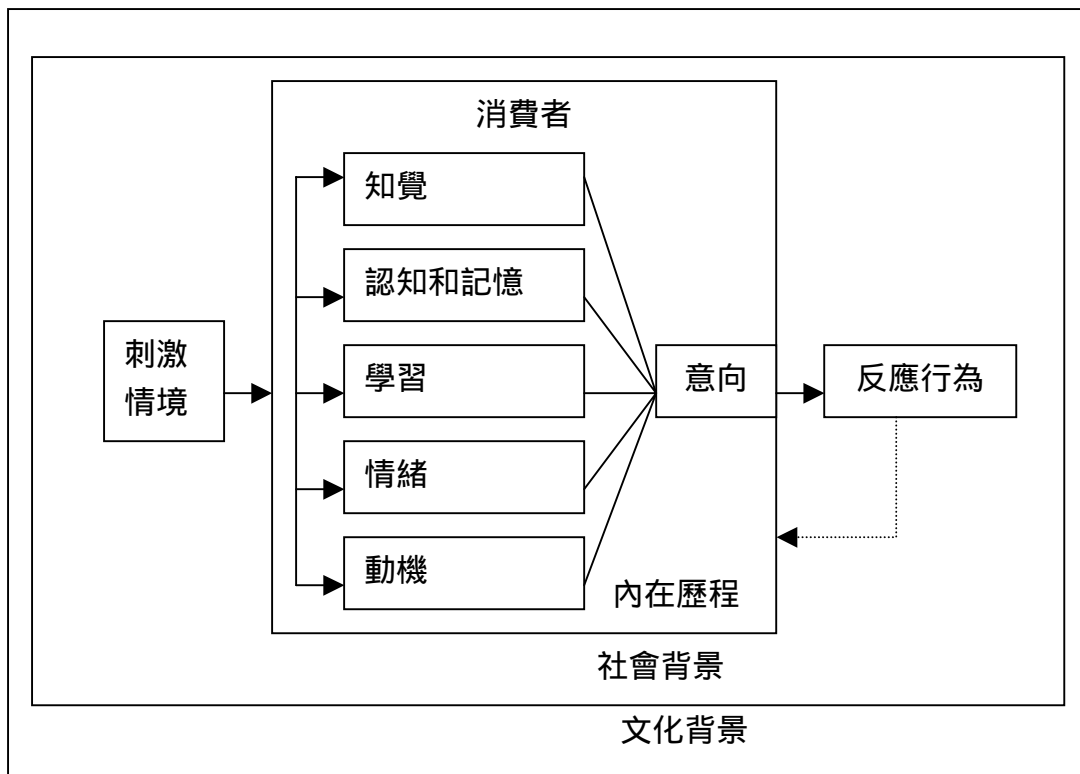 消費者
知覺
認知和記憶
刺激
情境
學習
意向
反應行為
情緒
動機
內在歷程
社會背景
文化背景